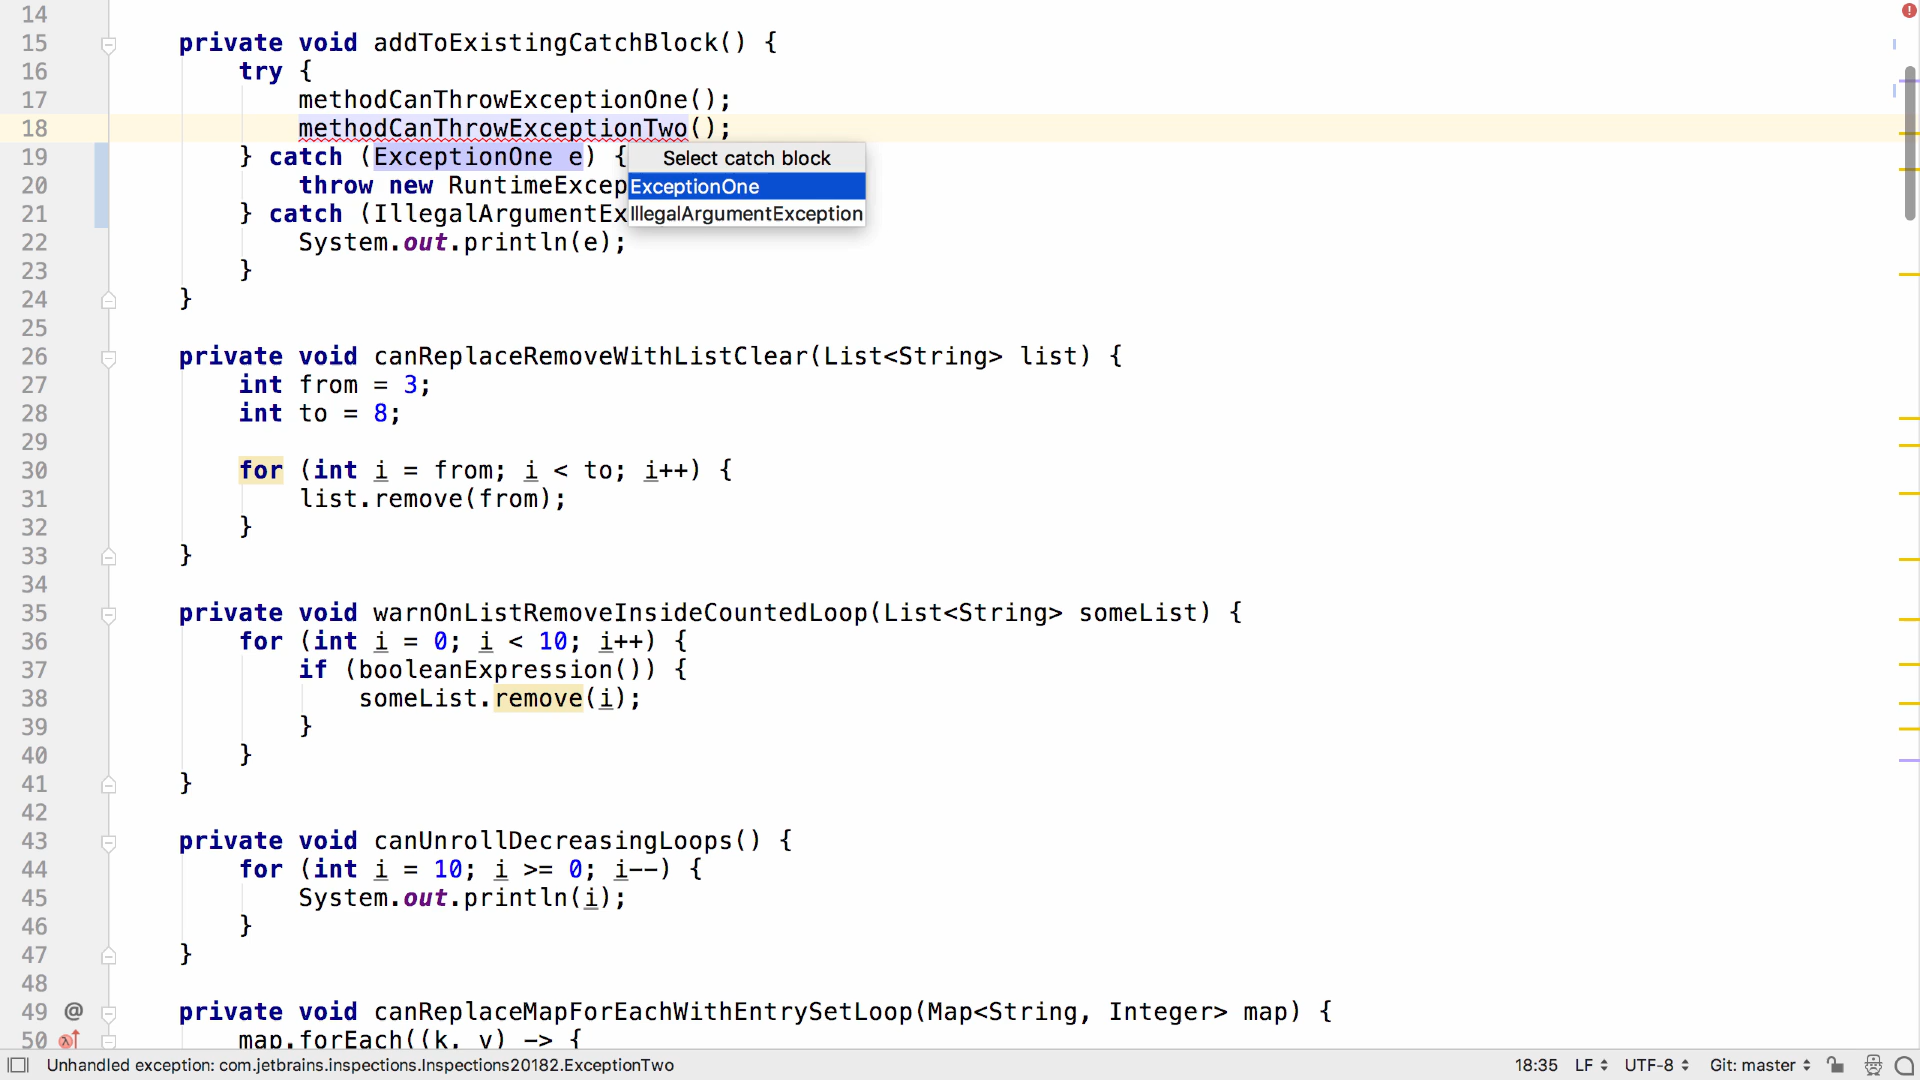 14
15 private void addToExistingCatchBlock() {
16 try {
17 methodCanThrowExceptionOne();
18 methodCanThrowExceptionTwo();
19 } catch (ExceptionOne e) {
Select catch block
20 throw new RuntimeExcep
ExceptionOne
21 } catch (IllegalArgumentEx
IllegalArgumentException
22 System.out.println(e);
23 }
24 }
25
26 private void canReplaceRemoveWithListClear(List<String> list) {
27 int from = 3;
28 int to = 8;
29
30 for (int i = from; i < to; i++) {
31 list.remove(from);
32 }
33 }
34
35 private void warnOnListRemoveInsideCountedLoop(List<String> someList) {
36 for (int i = 0; i < 10; i++) {
37 if (booleanExpression()) {
38 someList.remove(i);
39 }
40 }
41 }
42
43 private void canUnrollDecreasingLoops() {
44 for (int i = 10; i >= 0; i--) {
45 System.out.println(i);
46 }
47 }
48
49 @ private void canReplaceMapForEachWithEntrySetLoop(Map<String, Integer> map) {
50 map.forEach((k, v) -> {
Unhandled exception: com.jetbrains.inspections.Inspections20182.ExceptionTwo 18:35 LF UTF-8 Git: master